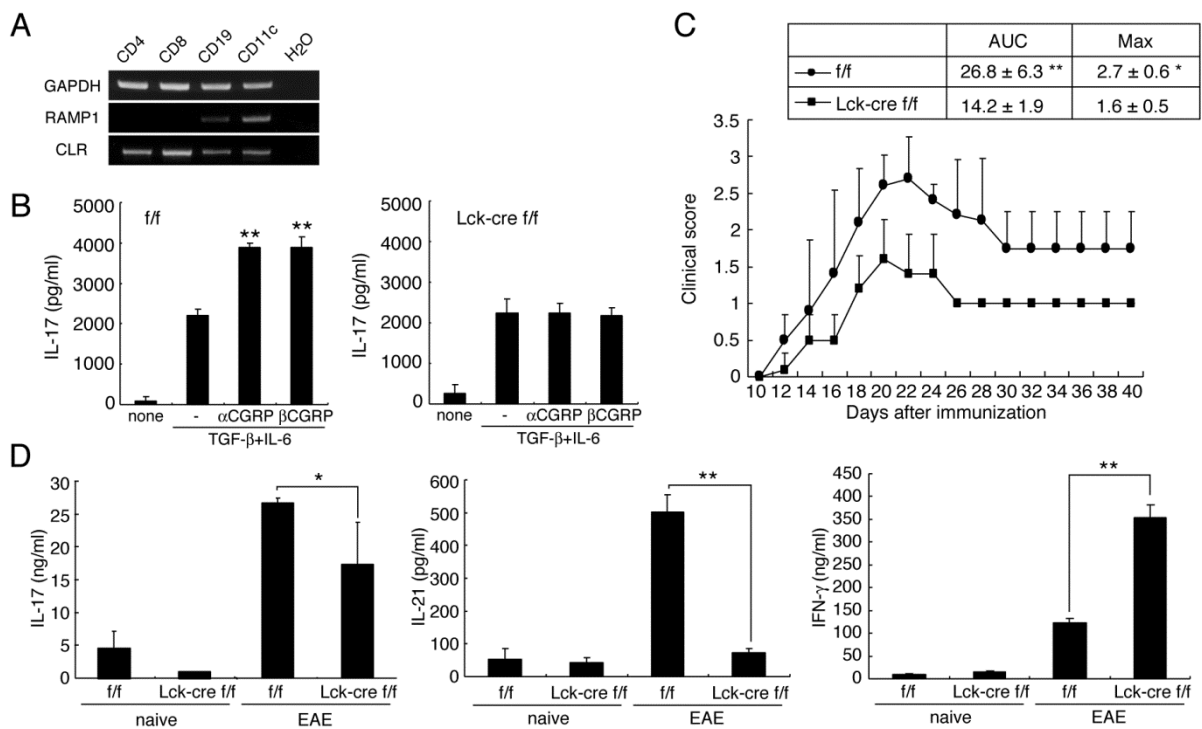 A
CD4 CD8 CD19 CD11c H2O
GAPDH
RAMP1
CLR
C
AUC Max
f/f 26.8 ± 6.3 ** 2.7 ± 0.6 *
Lck-cre f/f 14.2 ± 1.9 1.6 ± 0.5
Clinical score
3.5
3
2.5
2
1.5
1
0.5
0
10 12 14 16 18 20 22 24 26 28 30 32 34 36 38 40
Days after immunization
B
f/f
IL-17 (pg/ml)
5000
4000
3000
2000
1000
0
** **
none - αCGRP βCGRP
TGF-β+IL-6
Lck-cre f/f
IL-17 (pg/ml)
5000
4000
3000
2000
1000
0
none - αCGRP βCGRP
TGF-β+IL-6
D
IL-17 (ng/ml)
30
25
20
15
10
5
0
*
f/f Lck-cre f/f f/f Lck-cre f/f
naive EAE
IL-21 (pg/ml)
600
500
400
300
200
100
0
**
f/f Lck-cre f/f f/f Lck-cre f/f
naive EAE
IFN-γ (ng/ml)
450
400
350
300
250
200
150
100
50
0
**
f/f Lck-cre f/f f/f Lck-cre f/f
naive EAE